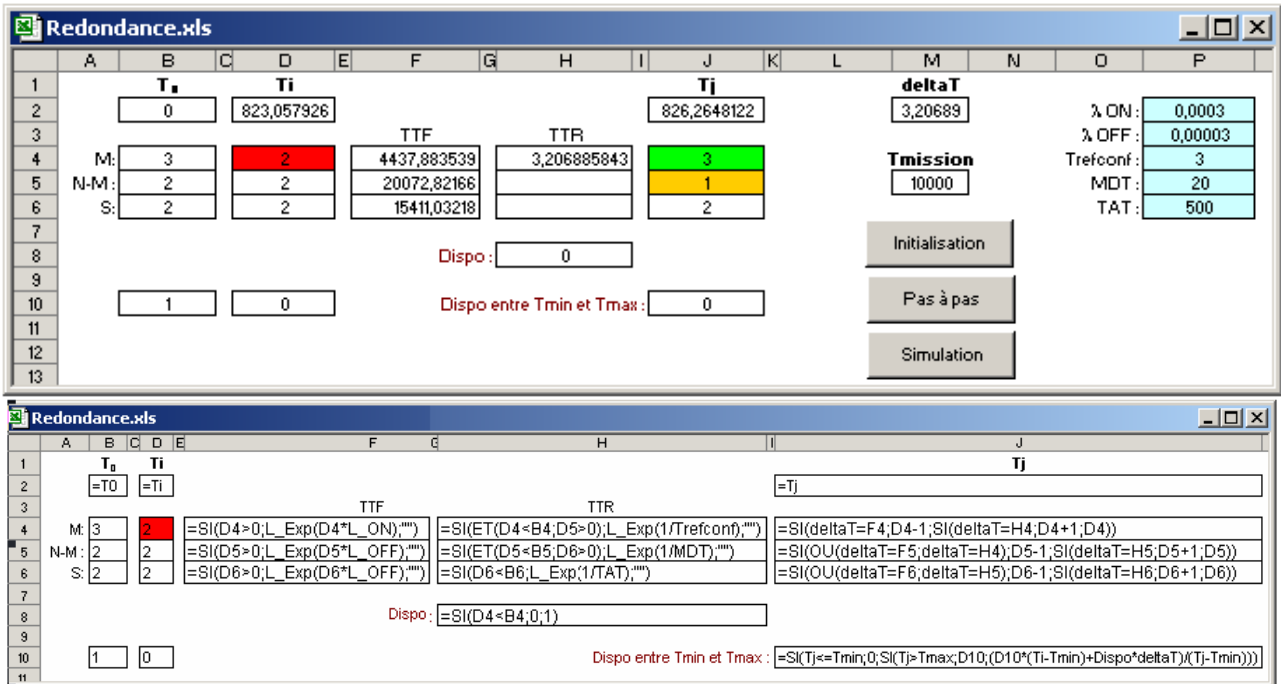 Redondance.xls
A B C D E F G H I J K L M N O P
1 T₀ Ti Tj deltaT
2 0 823,057926 826,2648122 3,20689 λ ON : 0,0003
3 TTF TTR λ OFF : 0,00003
4 M: 3 2 4437,883539 3,206885843 3 Tmission Trefconf : 3
5 N-M : 2 2 20072,82166 1 10000 MDT : 20
6 S: 2 2 15411,03218 2 TAT : 500
7 Initialisation
8 Dispo : 0
9
10 1 0 Dispo entre Tmin et Tmax : 0 Pas à pas
11
12 Simulation
13
Redondance.xls
A B C D E F G H I J
1 T₀ Ti Tj
2 =T0 =Ti =Tj
3 TTF TTR
4 M: 3 2 =SI(D4>0;L_Exp(D4*L_ON);"") =SI(ET(D4<B4;D5>0);L_Exp(1/Trefconf);"") =SI(deltaT=F4;D4-1;SI(deltaT=H4;D4+1;D4))
5 N-M : 2 2 =SI(D5>0;L_Exp(D5*L_OFF);"") =SI(ET(D5<B5;D6>0);L_Exp(1/MDT);"") =SI(OU(deltaT=F5;deltaT=H4);D5-1;SI(deltaT=H5;D5+1;D5))
6 S: 2 2 =SI(D6>0;L_Exp(D6*L_OFF);"") =SI(D6<B6;L_Exp(1/TAT);"") =SI(OU(deltaT=F6;deltaT=H5);D6-1;SI(deltaT=H6;D6+1;D6))
7
8 Dispo : =SI(D4<B4;0;1)
9
10 1 0 Dispo entre Tmin et Tmax : =SI(Tj<=Tmin;0;SI(Tj>Tmax;D10;(D10*(Ti-Tmin)+Dispo*deltaT)/(Tj-Tmin)))
11